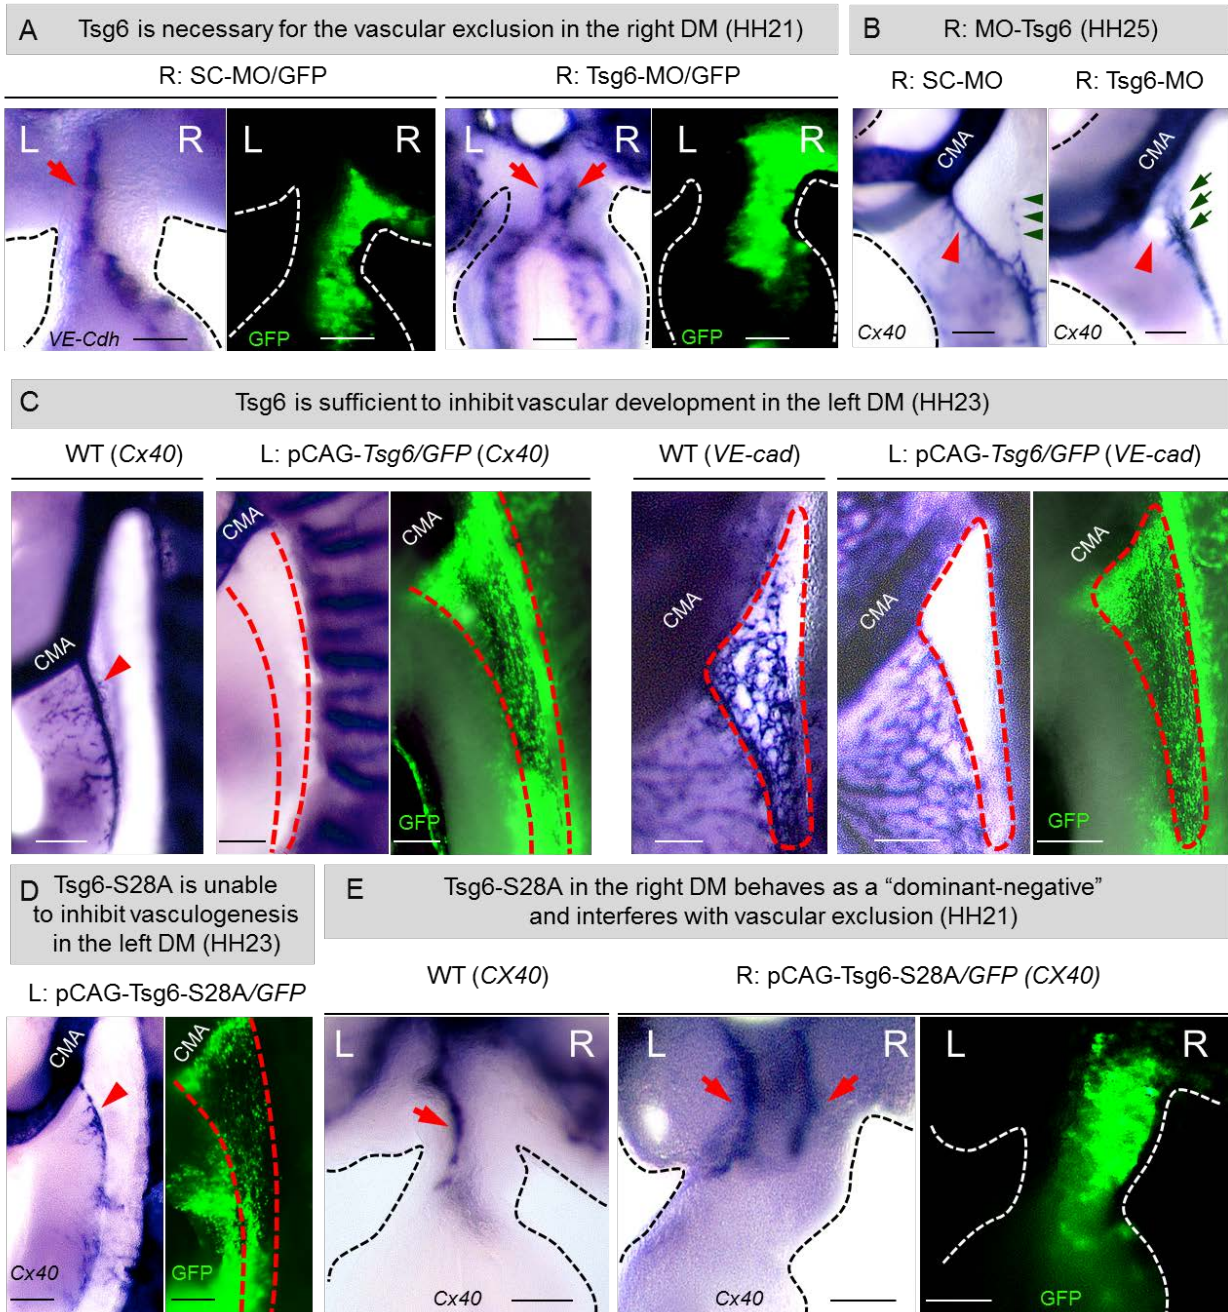 A
Tsg6 is necessary for the vascular exclusion in the right DM (HH21)
R: SC-MO/GFP
R: Tsg6-MO/GFP
L
R
VE-Cdh
L
R
GFP
L
R
L
R
GFP
B
R: MO-Tsg6 (HH25)
R: SC-MO
R: Tsg6-MO
CMA
Cx40
CMA
Cx40
C
Tsg6 is sufficient to inhibit vascular development in the left DM (HH23)
WT (Cx40)
L: pCAG-Tsg6/GFP (Cx40)
WT (VE-cad)
L: pCAG-Tsg6/GFP (VE-cad)
CMA
CMA
CMA
GFP
CMA
CMA
CMA
GFP
D
Tsg6-S28A is unable
to inhibit vasculogenesis
in the left DM (HH23)
L: pCAG-Tsg6-S28A/GFP
CMA
Cx40
CMA
GFP
E
Tsg6-S28A in the right DM behaves as a “dominant-negative”
and interferes with vascular exclusion (HH21)
WT (CX40)
R: pCAG-Tsg6-S28A/GFP (CX40)
L
R
Cx40
L
R
Cx40
L
R
GFP